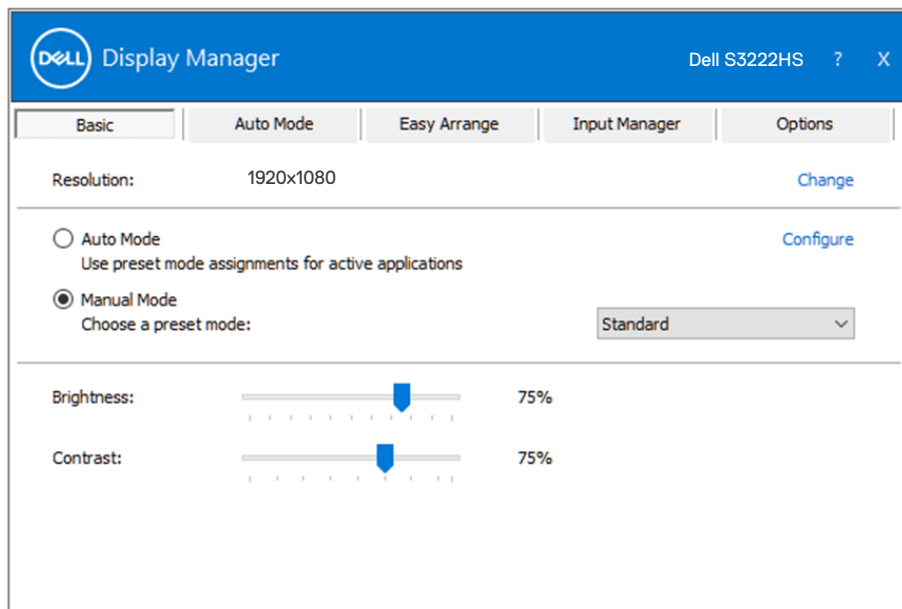 DELL Display Manager Dell S3222HS ? X
Basic Auto Mode Easy Arrange Input Manager Options
Resolution: 1920x1080 Change
Auto Mode Configure
Use preset mode assignments for active applications
Manual Mode
Choose a preset mode: Standard
Brightness: 75%
Contrast: 75%